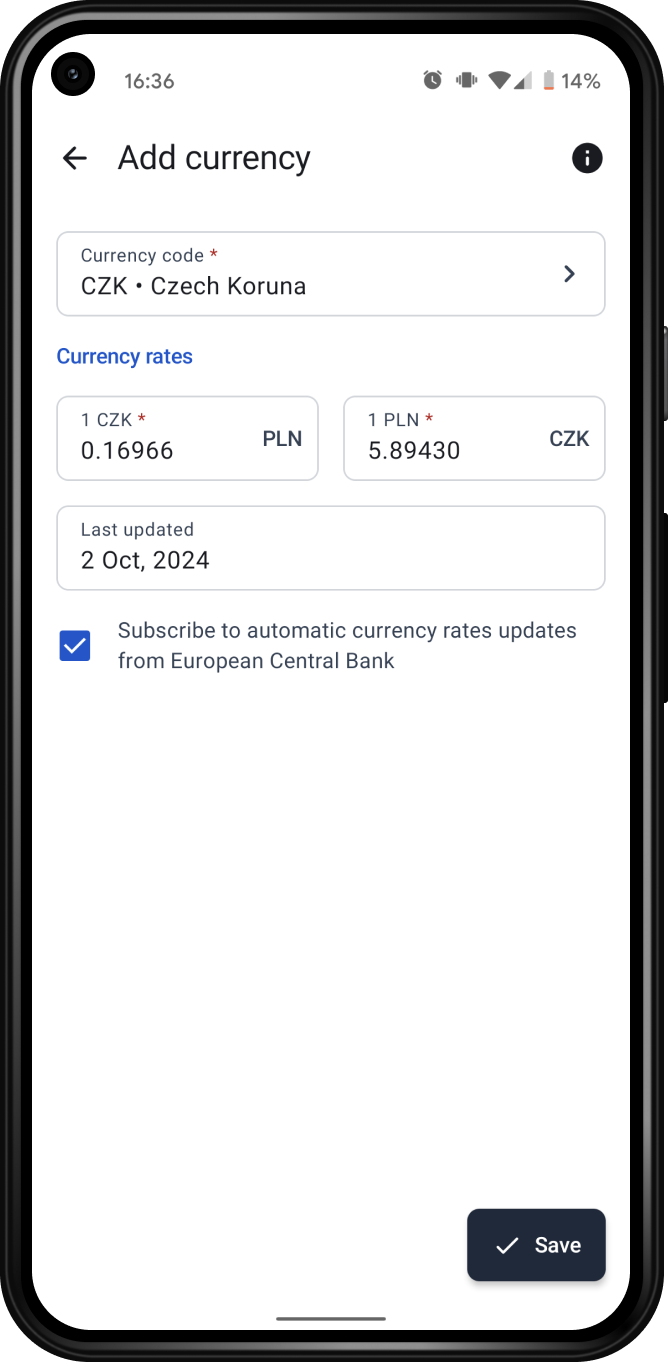 16:36
14%
Add currency
Currency code *
CZK • Czech Koruna
Currency rates
1 CZK *
0.16966
PLN
1 PLN *
5.89430
CZK
Last updated
2 Oct, 2024
Subscribe to automatic currency rates updates
from European Central Bank
Save